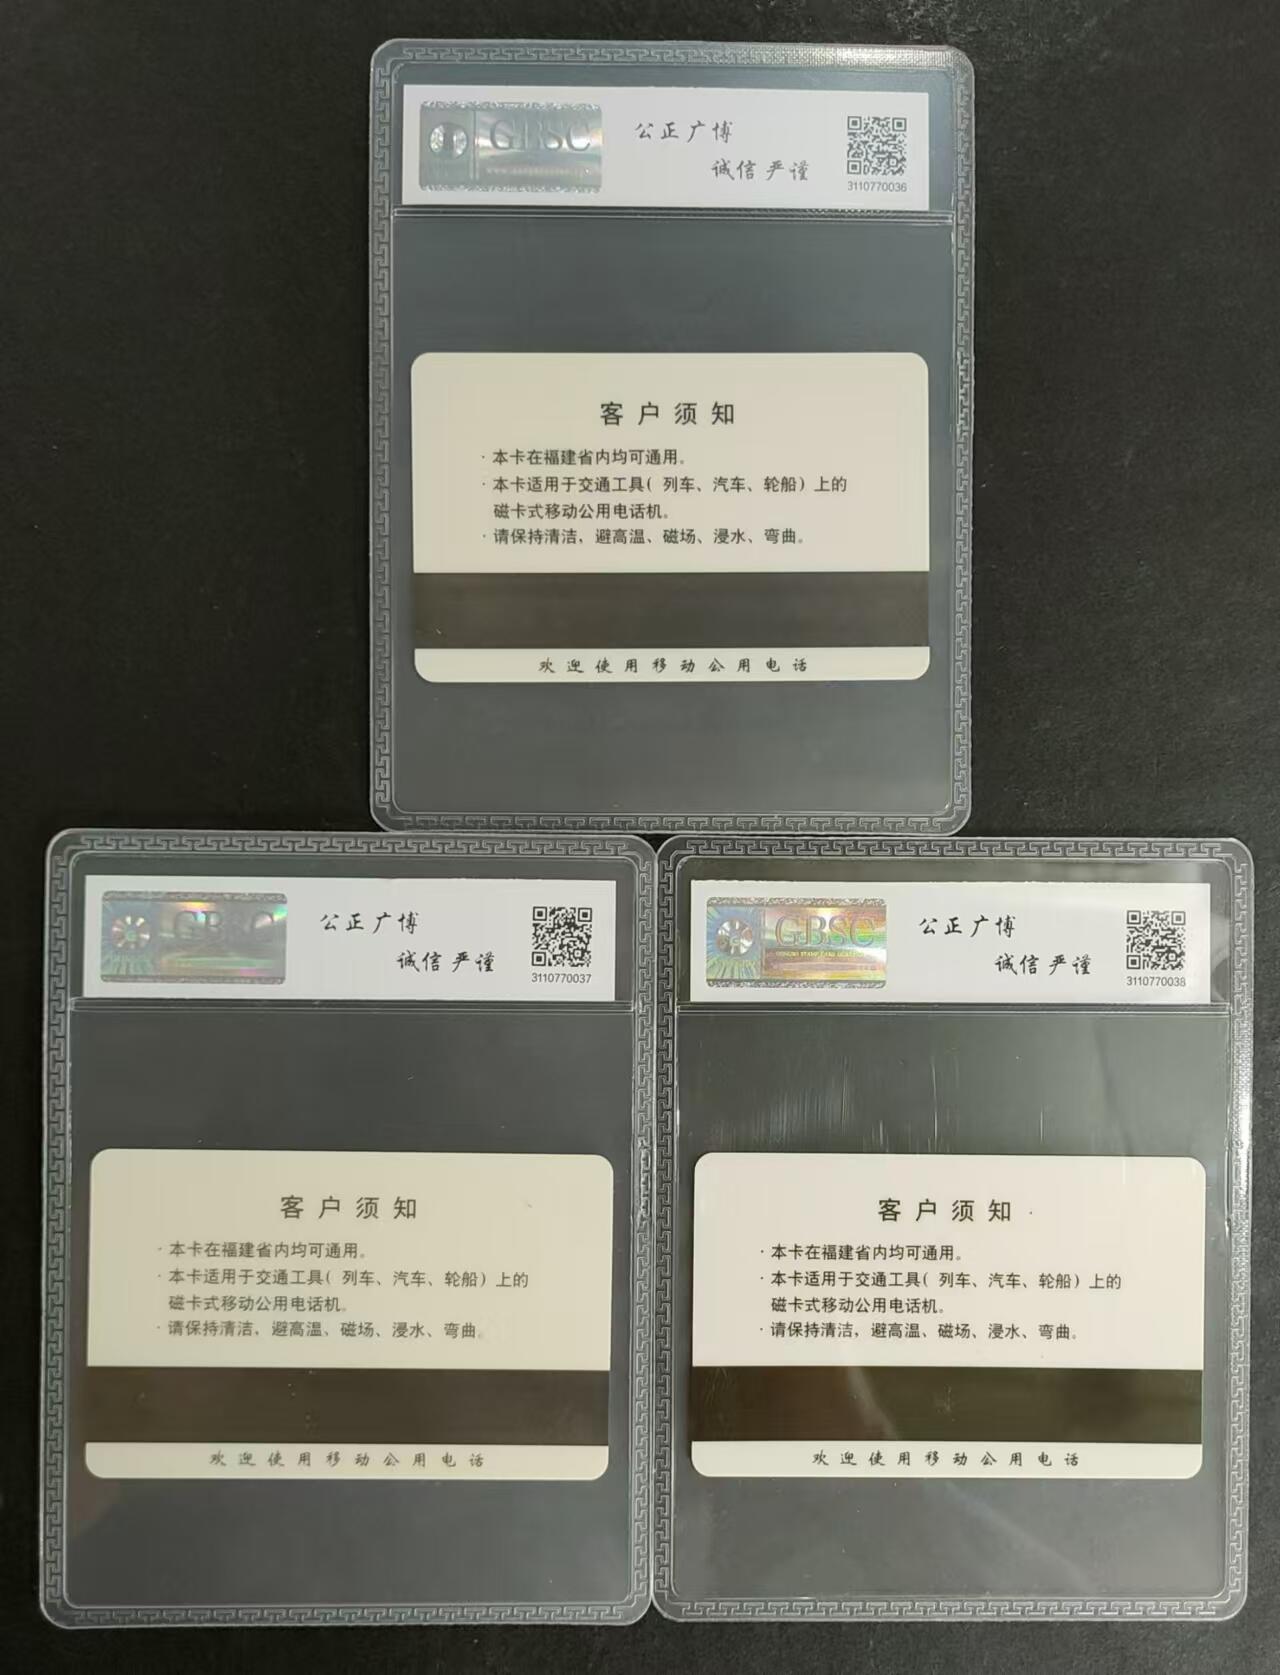 GBSC
公正广博
诚信严谨
3110770036
客户须知
·本卡在福建省内均可通用。
·本卡适用于交通工具(列车、汽车、轮船)上的
磁卡式移动公用电话机。
·请保持清洁，避高温、磁场、浸水、弯曲。
欢迎使用移动公用电话
GBSC
公正广博
诚信严谨
3110770037
客户须知
·本卡在福建省内均可通用。
·本卡适用于交通工具(列车、汽车、轮船)上的
磁卡式移动公用电话机。
·请保持清洁，避高温、磁场、浸水、弯曲。
欢迎使用移动公用电话
GBSC
公正广博
诚信严谨
3110770038
客户须知
·本卡在福建省内均可通用。
·本卡适用于交通工具(列车、汽车、轮船)上的
磁卡式移动公用电话机。
·请保持清洁，避高温、磁场、浸水、弯曲。
欢迎使用移动公用电话